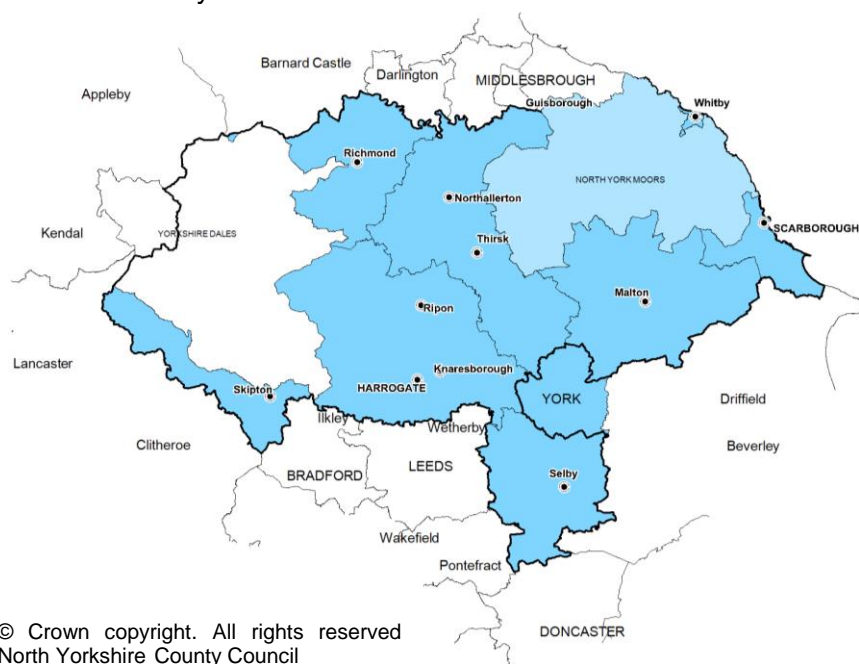 Barnard Castle
Darlington
MIDDLESBROUGH
Appleby
Guisborough
Whitby
Richmond
NORTH YORK MOORS
Northallerton
Kendal
YORKSHIRE DALES
SCARBOROUGH
Thirsk
Malton
Ripon
Lancaster
Knaresborough
HARROGATE
Skipton
YORK
Driffield
Ilkley
Wetherby
Clitheroe
Beverley
LEEDS
BRADFORD
Selby
Wakefield
Pontefract
© Crown copyright. All rights reserved
North Yorkshire County Council
DONCASTER